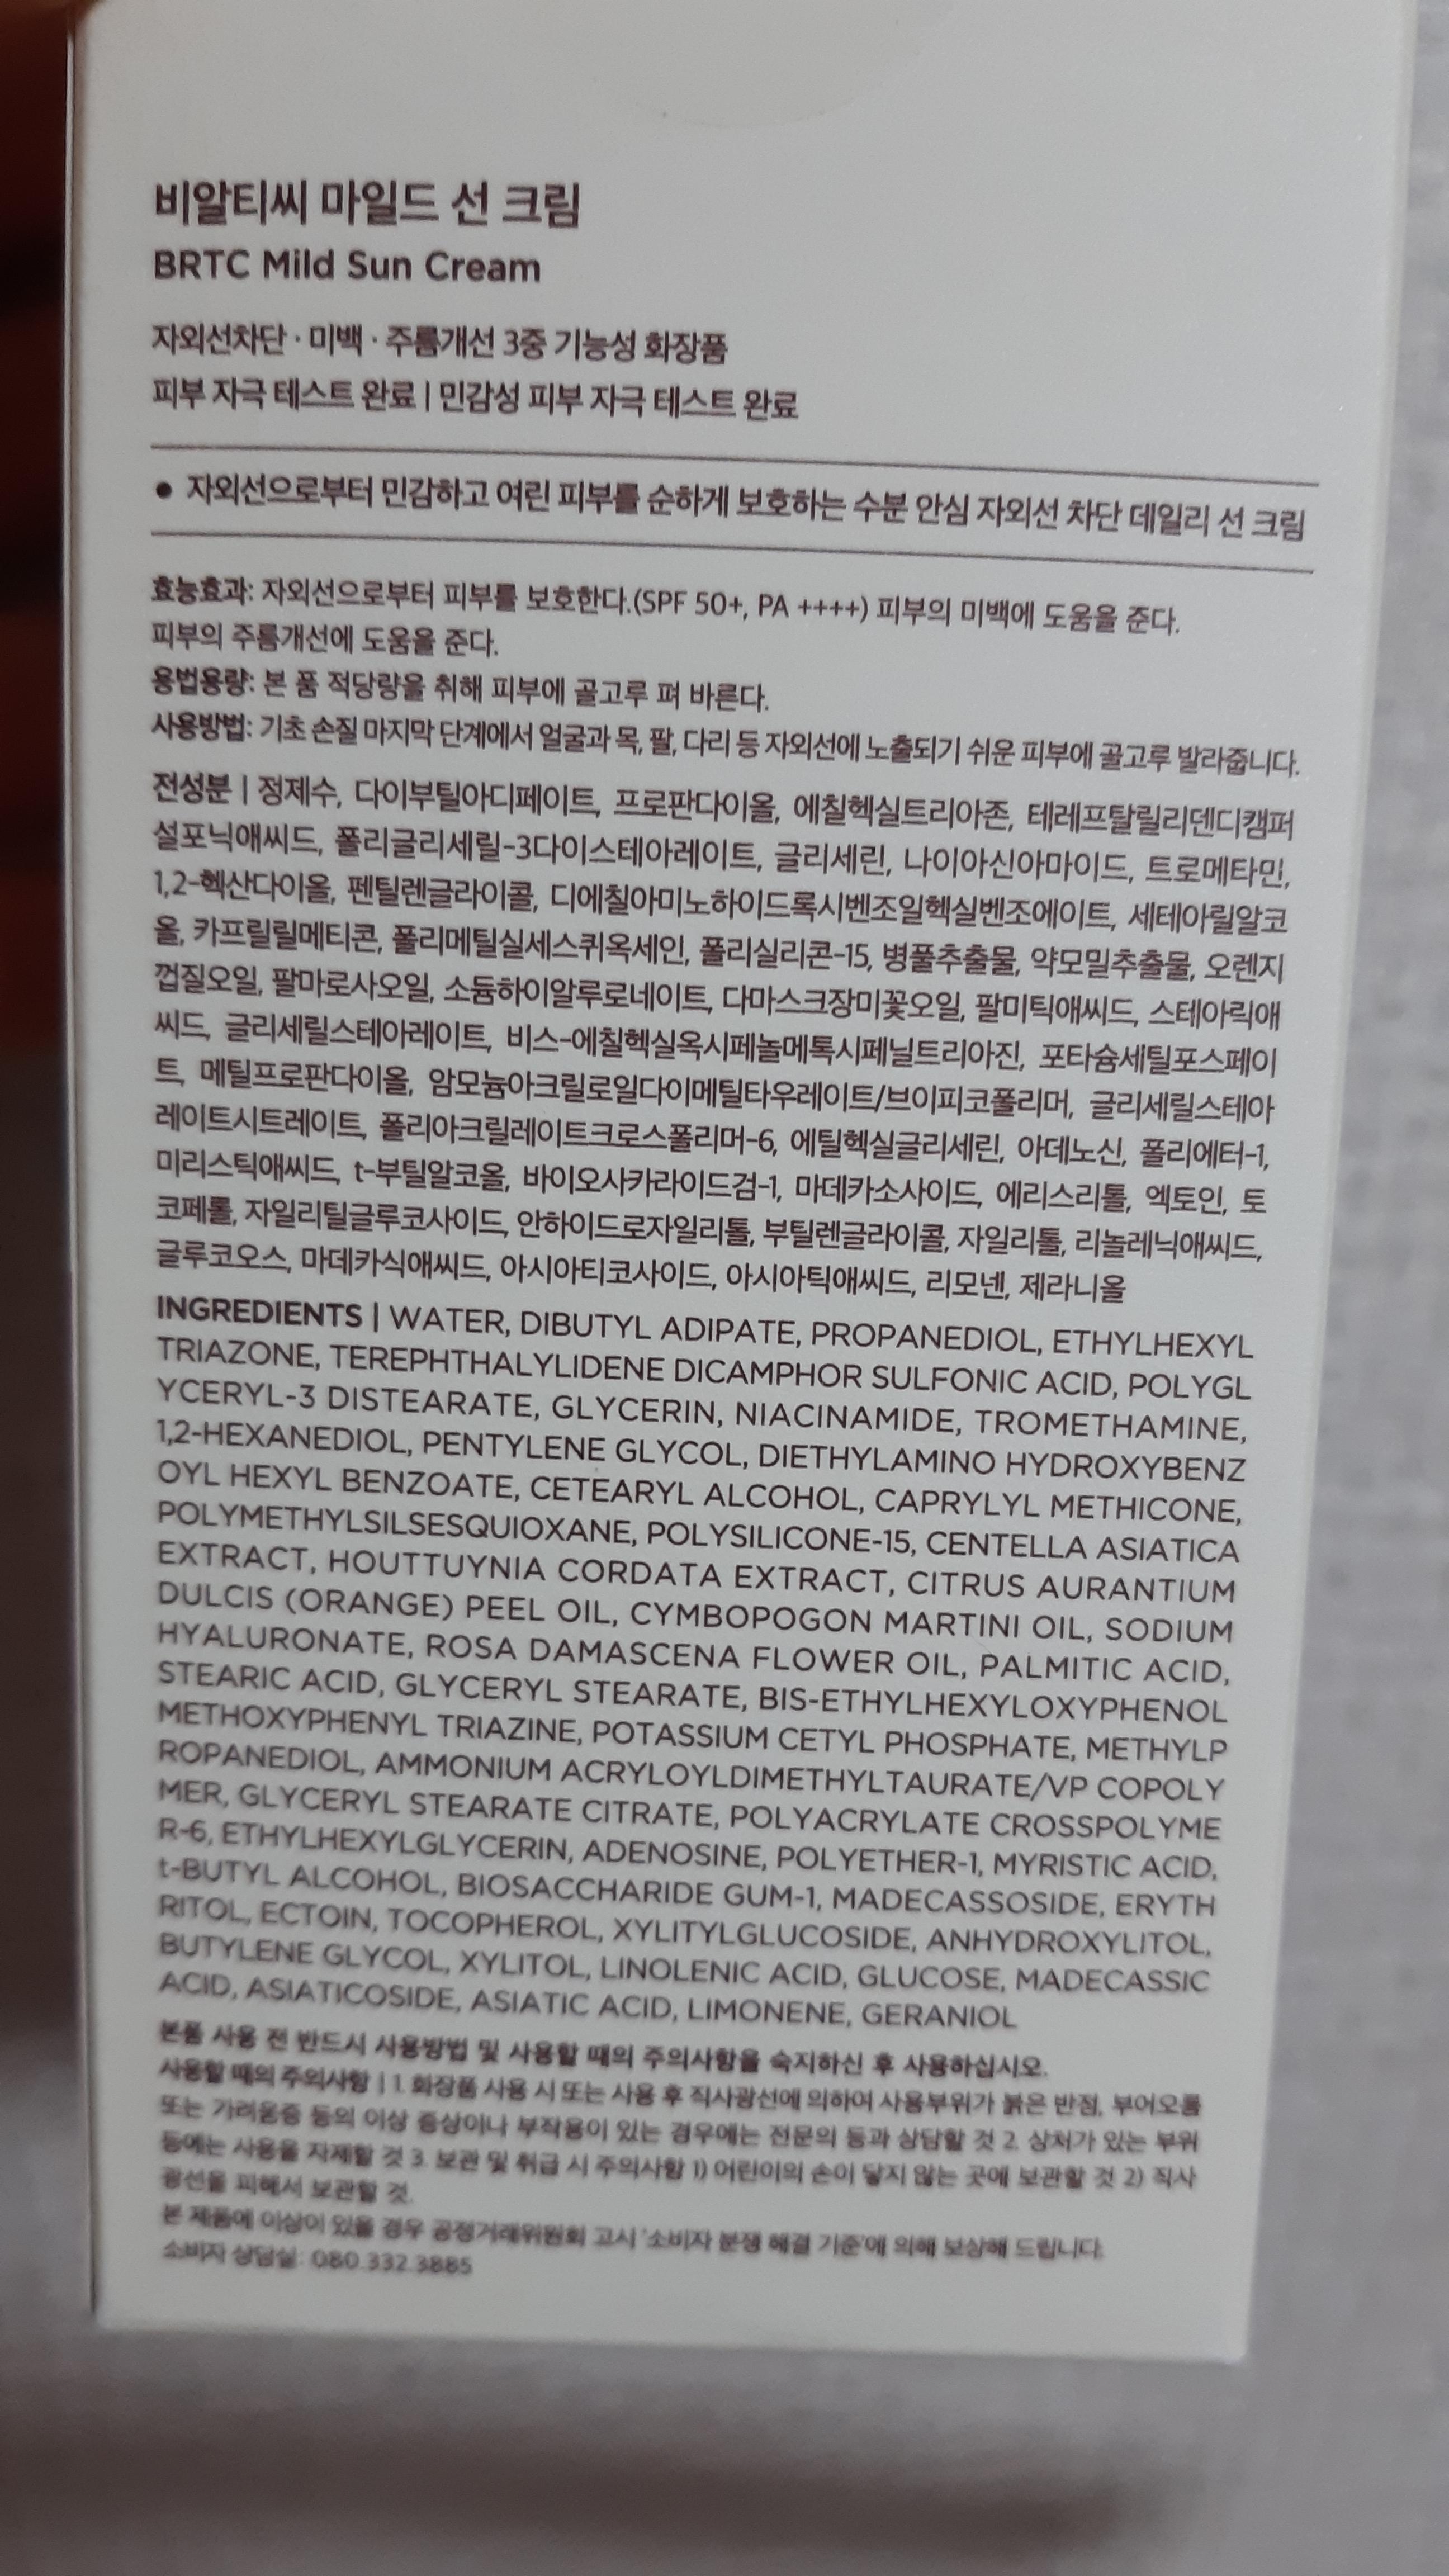 비알티씨 마일드 선 크림
BRTC Mild Sun Cream
자외선차단 · 미백 · 주름개선 3중 기능성 화장품
피부 자극 테스트 완료 | 민감성 피부 자극 테스트 완료
• 자외선으로부터 민감하고 여린 피부를 순하게 보호하는 수분 안심 자외선 차단 데일리 선 크림
효능효과: 자외선으로부터 피부를 보호한다.(SPF 50+, PA ++++) 피부의 미백에 도움을 준다.
피부의 주름개선에 도움을 준다.
용법용량: 본 품 적당량을 취해 피부에 골고루 펴 바른다.
사용방법: 기초 손질 마지막 단계에서 얼굴과 목, 팔, 다리 등 자외선에 노출되기 쉬운 피부에 골고루 발라줍니다.
전성분 | 정제수, 다이부틸아디페이트, 프로판다이올, 에칠헥실트리아존, 테레프탈릴리덴디캠퍼
설포닉애씨드, 폴리글리세릴-3다이스테아레이트, 글리세린, 나이아신아마이드, 트로메타민,
1,2-헥산다이올, 펜틸렌글라이콜, 디에칠아미노하이드록시벤조일헥실벤조에이트, 세테아릴알코
올, 카프릴릴메티콘, 폴리메틸실세스퀴옥세인, 폴리실리콘-15, 병풀추출물, 약모밀추출물, 오렌지
껍질오일, 팔마로사오일, 소듐하이알루로네이트, 다마스크장미꽃오일, 팔미틱애씨드, 스테아릭애
씨드, 글리세릴스테아레이트, 비스-에칠헥실옥시페놀메톡시페닐트리아진, 포타슘세틸포스페이
트, 메틸프로판다이올, 암모늄아크릴로일다이메틸타우레이트/브이피코폴리머, 글리세릴스테아
레이트시트레이트, 폴리아크릴레이트크로스폴리머-6, 에틸헥실글리세린, 아데노신, 폴리에터-1,
미리스틱애씨드, t-부틸알코올, 바이오사카라이드검-1, 마데카소사이드, 에리스리톨, 엑토인, 토
코페롤, 자일리틸글루코사이드, 안하이드로자일리톨, 부틸렌글라이콜, 자일리톨, 리놀레닉애씨드,
글루코오스, 마데카식애씨드, 아시아티코사이드, 아시아틱애씨드, 리모넨, 제라니올
INGREDIENTS | WATER, DIBUTYL ADIPATE, PROPANEDIOL, ETHYLHEXYL
TRIAZONE, TEREPHTHALYLIDENE DICAMPHOR SULFONIC ACID, POLYGL
YCERYL-3 DISTEARATE, GLYCERIN, NIACINAMIDE, TROMETHAMINE,
1,2-HEXANEDIOL, PENTYLENE GLYCOL, DIETHYLAMINO HYDROXYBENZ
OYL HEXYL BENZOATE, CETEARYL ALCOHOL, CAPRYLYL METHICONE,
POLYMETHYLSILSESQUIOXANE, POLYSILICONE-15, CENTELLA ASIATICA
EXTRACT, HOUTTUYNIA CORDATA EXTRACT, CITRUS AURANTIUM
DULCIS (ORANGE) PEEL OIL, CYMBOPOGON MARTINI OIL, SODIUM
HYALURONATE, ROSA DAMASCENA FLOWER OIL, PALMITIC ACID,
STEARIC ACID, GLYCERYL STEARATE, BIS-ETHYLHEXYLOXYPHENOL
METHOXYPHENYL TRIAZINE, POTASSIUM CETYL PHOSPHATE, METHYLP
ROPANEDIOL, AMMONIUM ACRYLOYLDIMETHYLTAURATE/VP COPOLY
MER, GLYCERYL STEARATE CITRATE, POLYACRYLATE CROSSPOLYME
R-6, ETHYLHEXYLGLYCERIN, ADENOSINE, POLYETHER-1, MYRISTIC ACID,
t-BUTYL ALCOHOL, BIOSACCHARIDE GUM-1, MADECASSOSIDE, ERYTH
RITOL, ECTOIN, TOCOPHEROL, XYLITYLGLUCOSIDE, ANHYDROXYLITOL,
BUTYLENE GLYCOL, XYLITOL, LINOLENIC ACID, GLUCOSE, MADECASSIC
ACID, ASIATICOSIDE, ASIATIC ACID, LIMONENE, GERANIOL
본품 사용 전 반드시 사용방법 및 사용할 때의 주의사항을 숙지하신 후 사용하십시오.
사용할 때의 주의사항 | 1. 화장품 사용 시 또는 사용 후 직사광선에 의하여 사용부위가 붉은 반점, 부어오름
또는 가려움증 등의 이상 증상이나 부작용이 있는 경우에는 전문의 등과 상담할 것 2. 상처가 있는 부위
등에는 사용을 자제할 것 3. 보관 및 취급 시 주의사항 1) 어린이의 손이 닿지 않는 곳에 보관할 것 2) 직사
광선을 피해서 보관할 것.
본 제품에 이상이 있을 경우 공정거래위원회 고시 '소비자 분쟁 해결 기준'에 의해 보상해 드립니다.
소비자 상담실: 080.332.3885